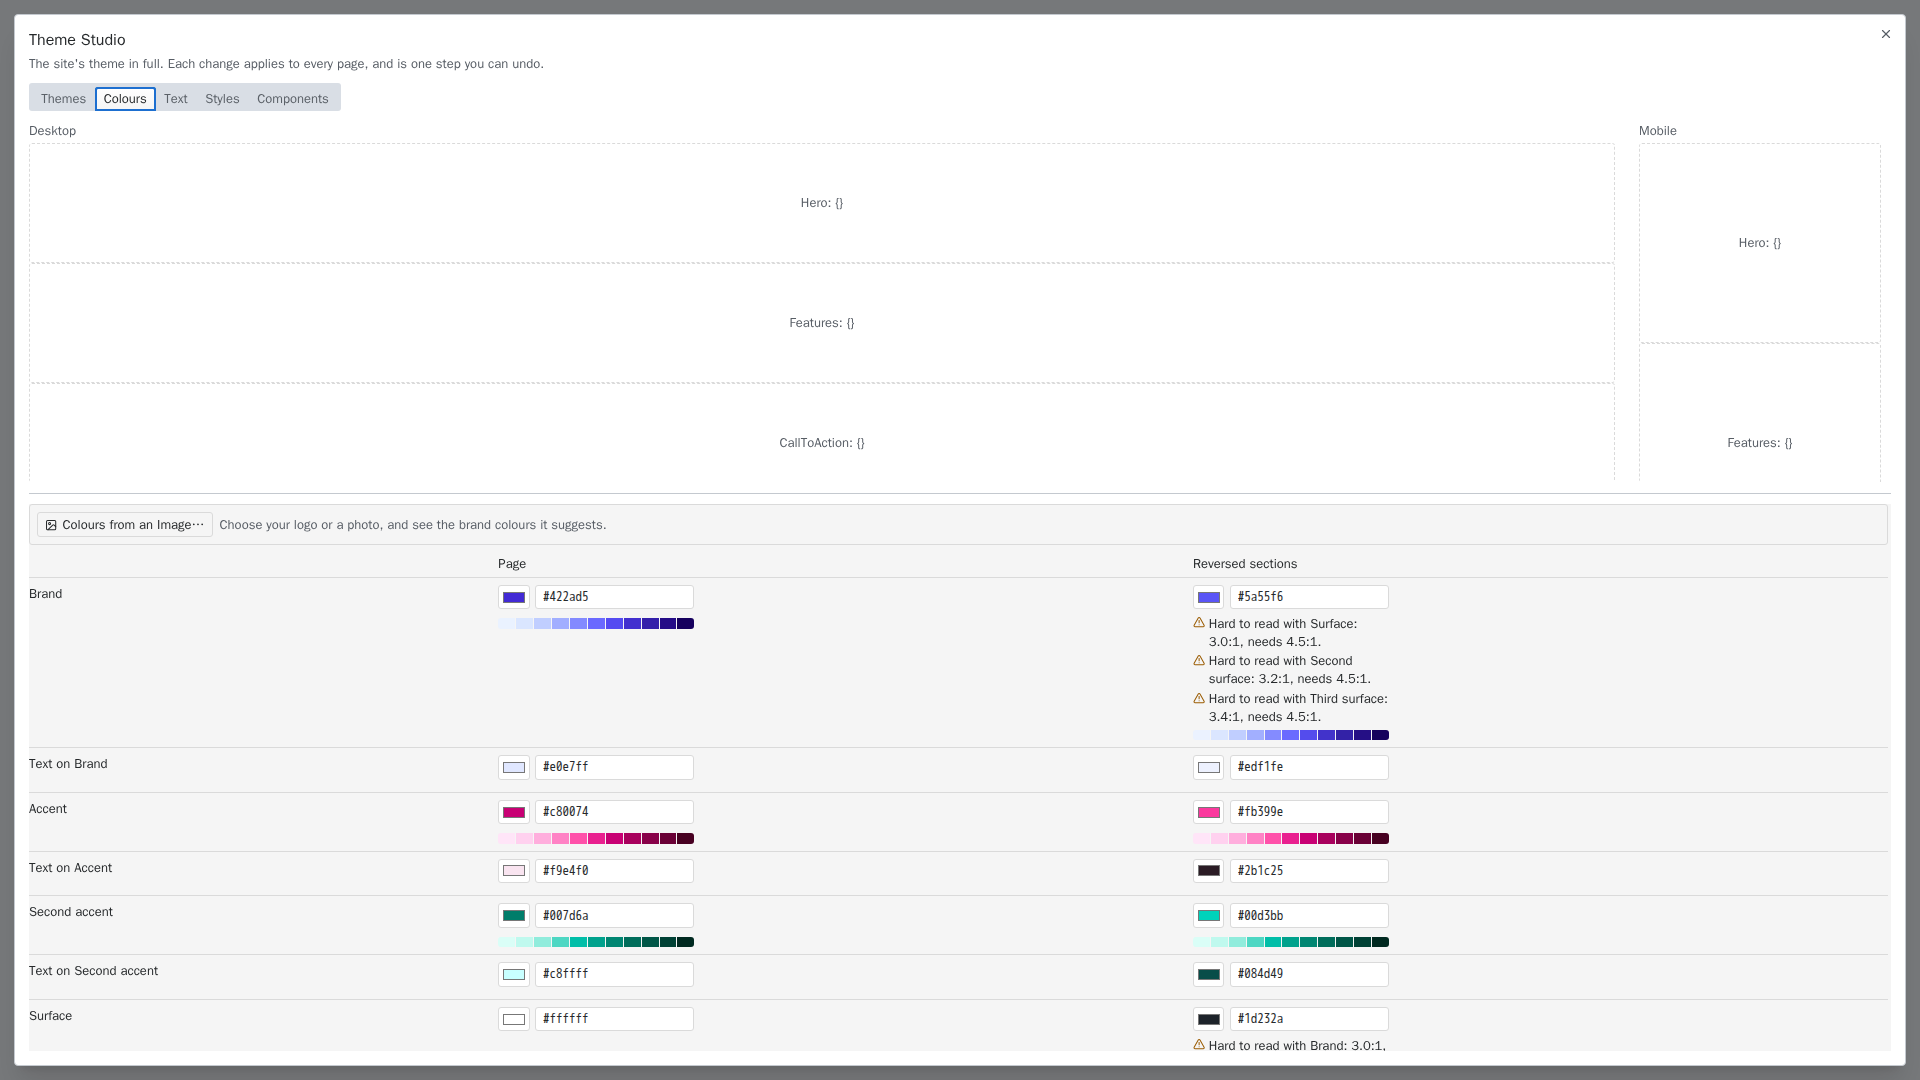 Theme Studio
The site's theme in full. Each change applies to every page, and is one step you can undo.
Themes Colours Text Styles Components
Desktop
Mobile
Hero: {}
Features: {}
CallToAction: {}
Hero: {}
Features: {}
Colours from an Image··· Choose your logo or a photo, and see the brand colours it suggests.
Page Reversed sections
Brand #422ad5 #5a55f6
Hard to read with Surface:
3.0:1, needs 4.5:1.
Hard to read with Second
surface: 3.2:1, needs 4.5:1.
Hard to read with Third surface:
3.4:1, needs 4.5:1.
Text on Brand #e0e7ff #edf1fe
Accent #c80074 #fb399e
Text on Accent #f9e4f0 #2b1c25
Second accent #007d6a #00d3bb
Text on Second accent #c8ffff #084d49
Surface #ffffff #1d232a
Hard to read with Brand: 3.0:1,